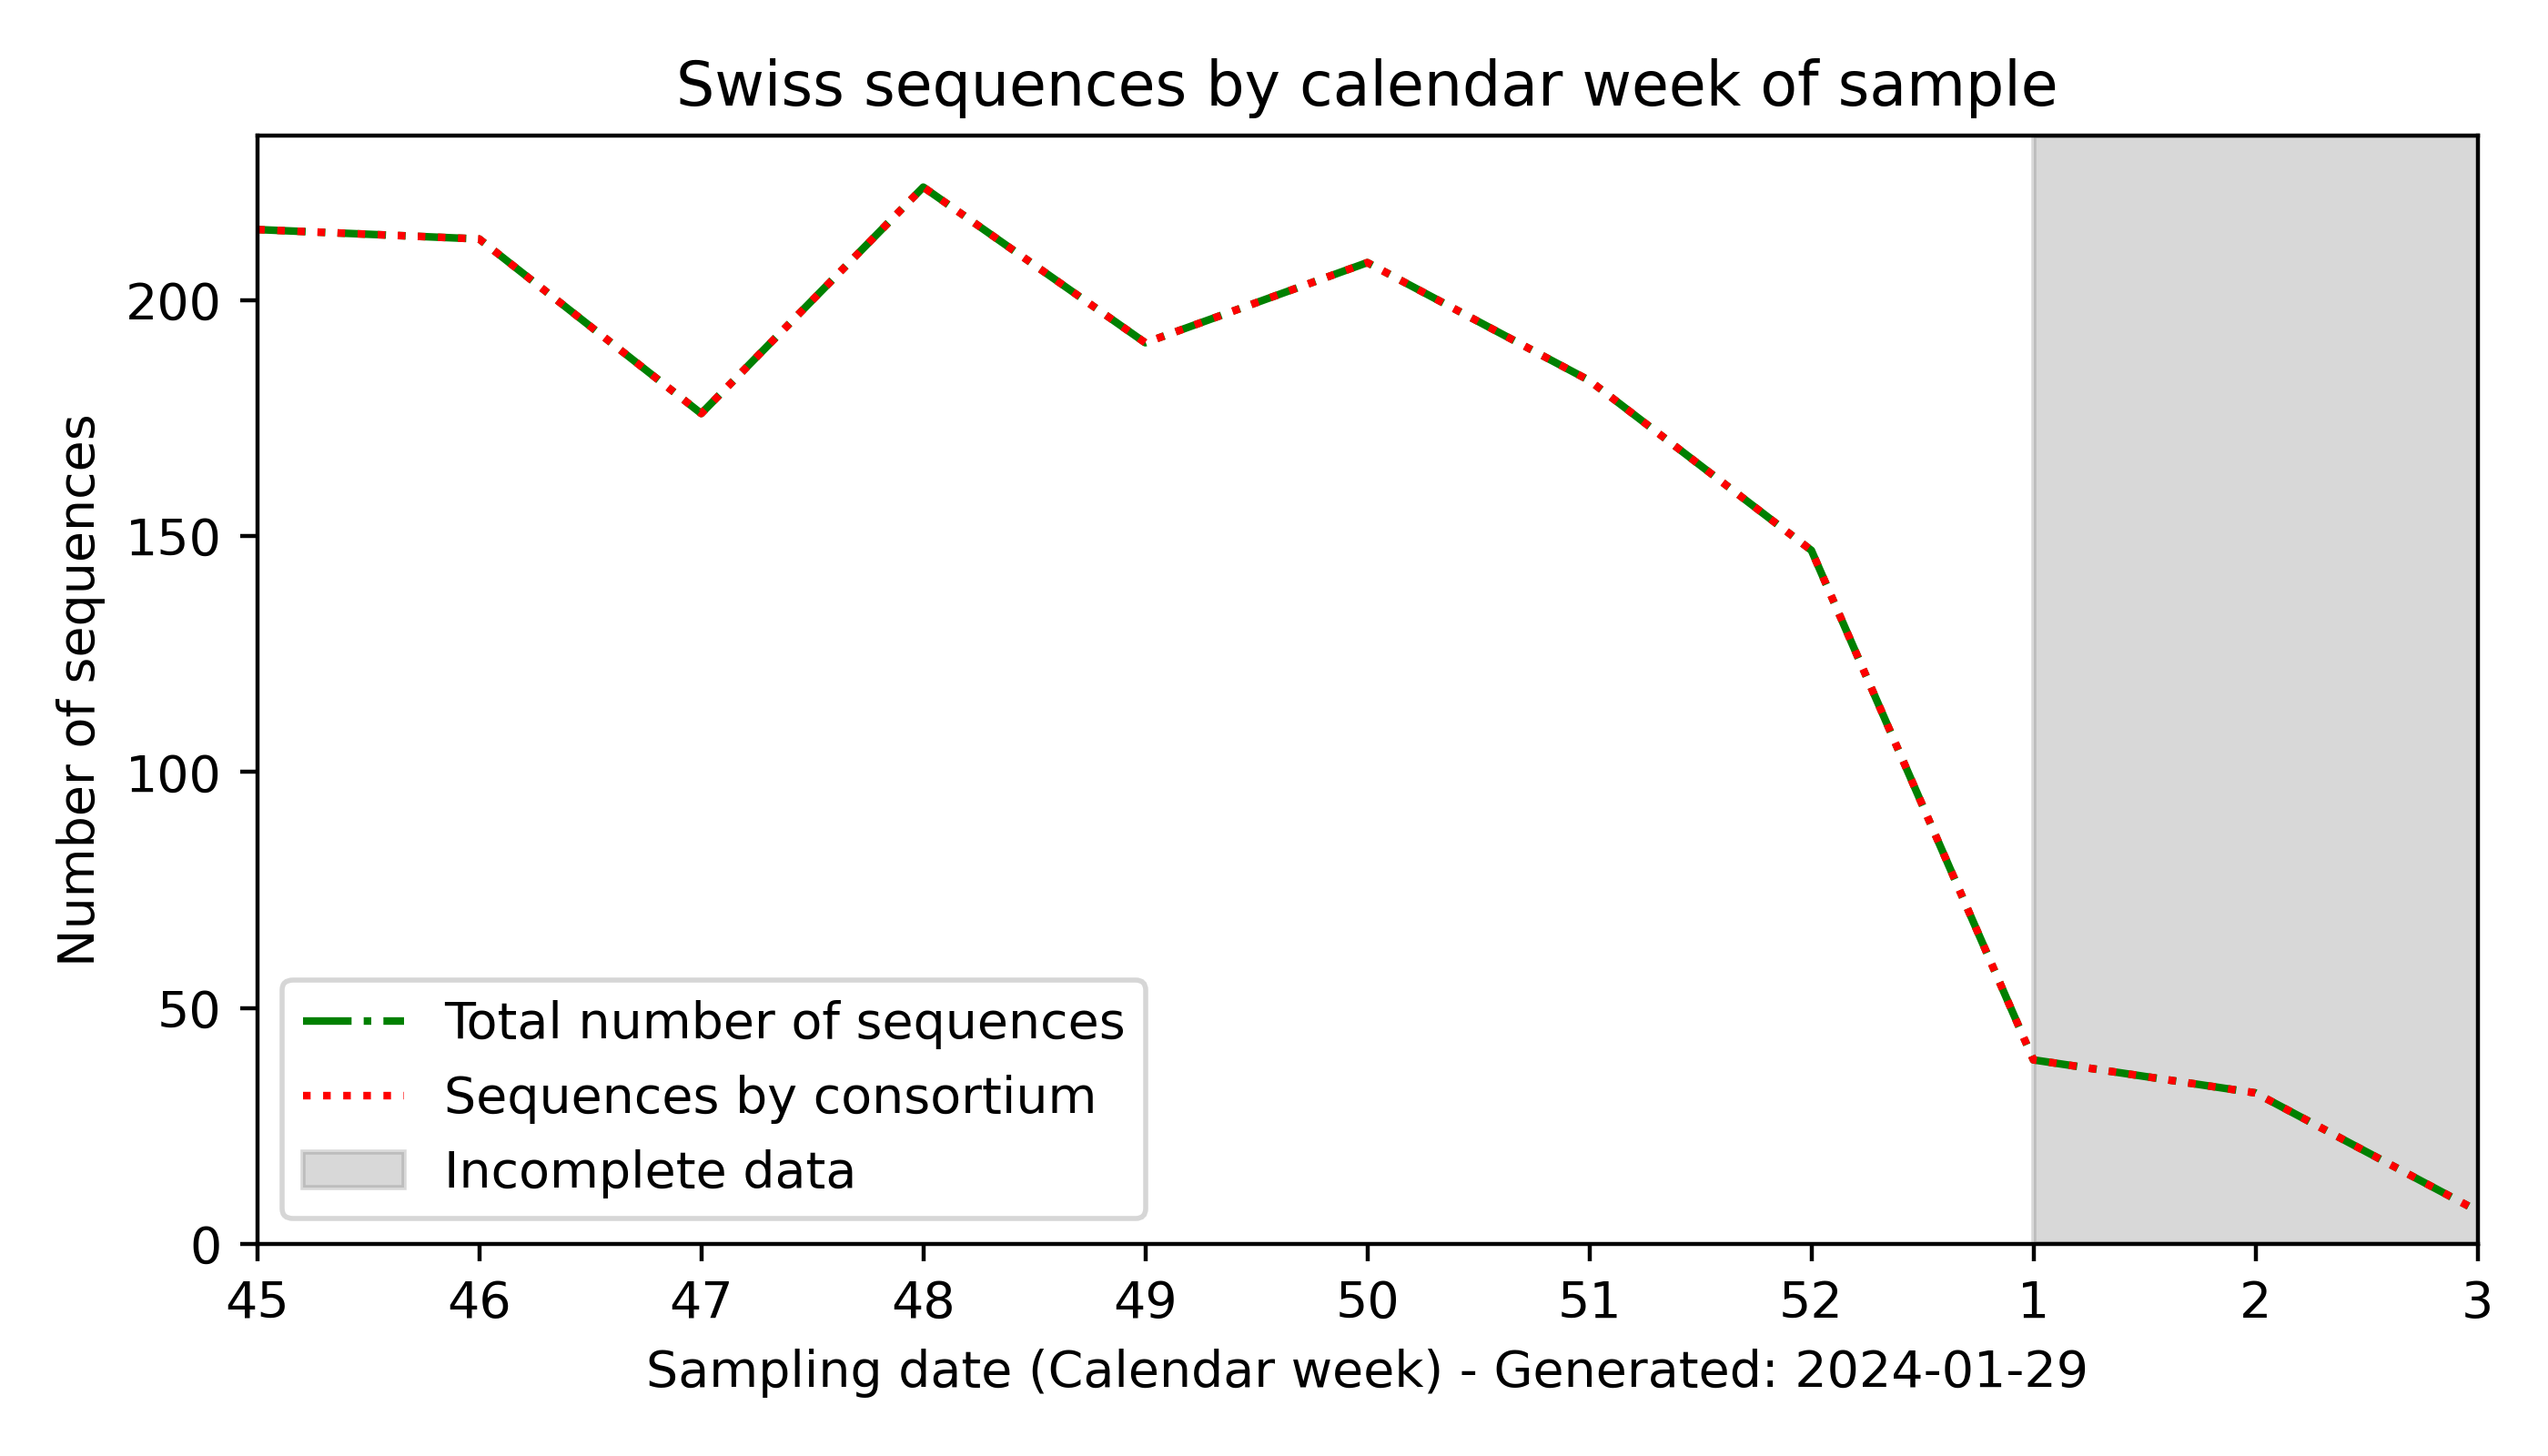 Swiss sequences by calendar week of sample
Number of sequences
200
150
100
50
0
Total number of sequences
Sequences by consortium
Incomplete data
45 46 47 48 49 50 51 52 1 2 3
Sampling date (Calendar week) - Generated: 2024-01-29